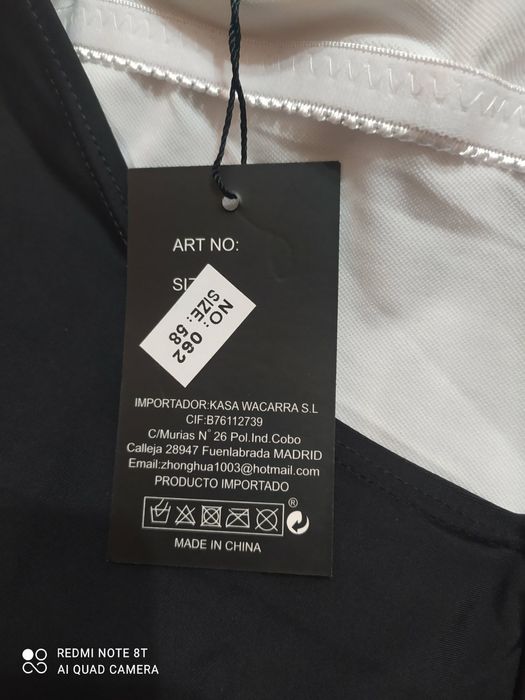 ART NO:
SIZ
NO: 062
SIZE: 58
IMPORTADOR:KASA WACARRA S.L
CIF:B76112739
C/Murias N° 26 Pol.Ind.Cobo
Calleja 28947 Fuenlabrada MADRID
Email:zhonghua1003@hotmail.com
PRODUCTO IMPORTADO
®
MADE IN CHINA
REDMI NOTE 8T
AI QUAD CAMERA